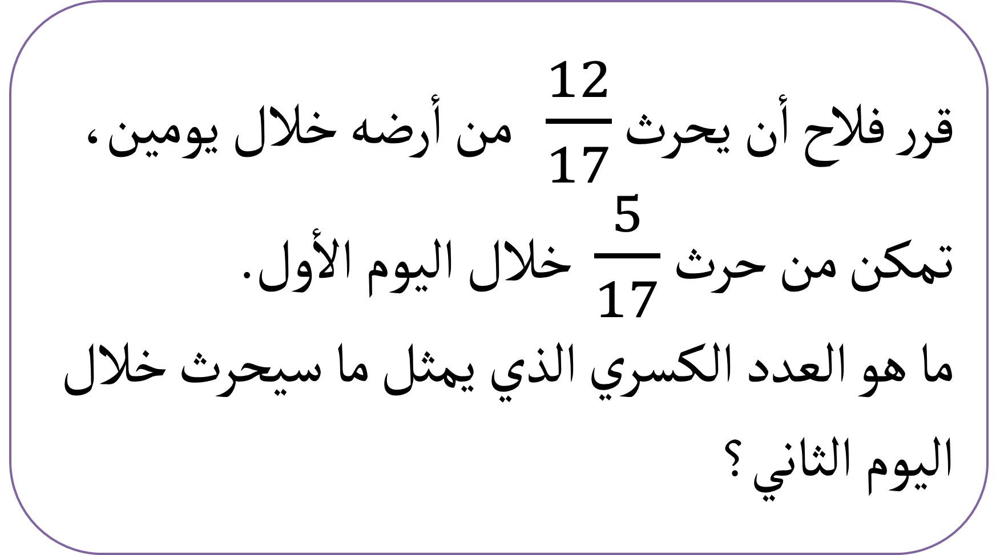 قرر فلاح أن يحرث 12/17 من أرضه خلال يومين،
تمكن من حرث 5/17 خلال اليوم الأول.
ما هو العدد الكسري الذي يمثل ما سيحرث خلال
اليوم الثاني؟